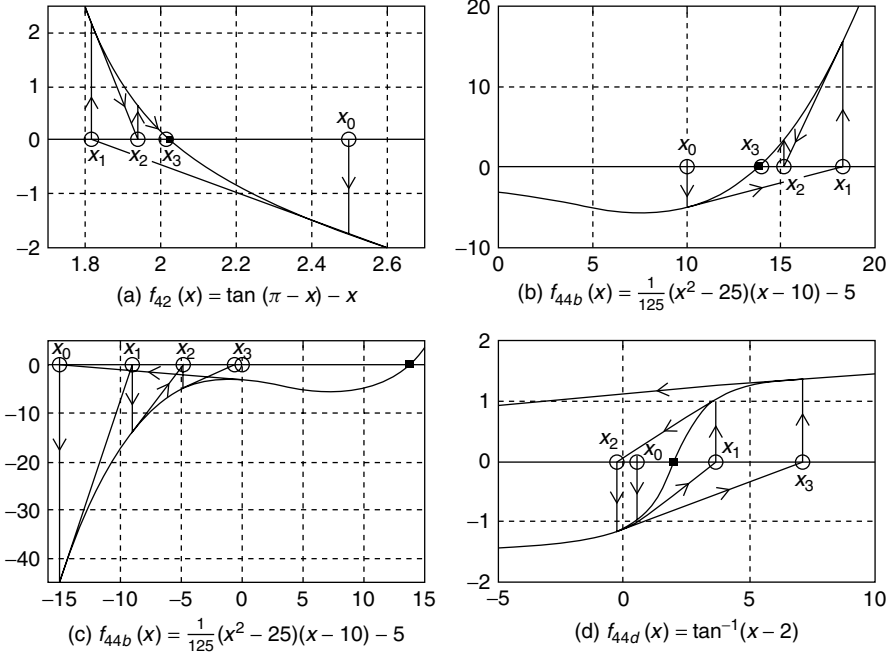 2
1
0
−1
−2
1.8
2
2.2
2.4
2.6
x0
x1
x2
x3
(a) f42 (x) = tan (π − x) − x
20
10
0
−10
0
5
10
15
20
x0
x3
x2
x1
(b) f44b (x) = 1/125 (x² − 25)(x − 10) − 5
0
−10
−20
−30
−40
−15
−10
−5
0
5
10
15
x0
x1
x2
x3
(c) f44b (x) = 1/125 (x² − 25)(x − 10) − 5
2
1
0
−1
−2
−5
0
5
10
x2
x0
x1
x3
(d) f44d (x) = tan⁻¹(x − 2)